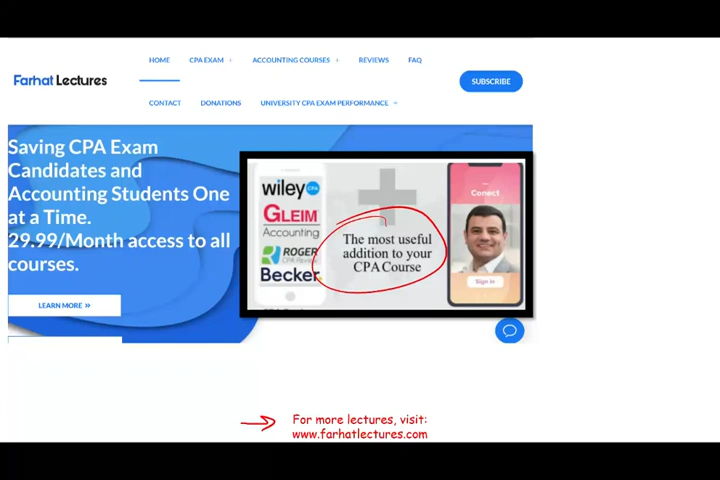 HOME CPA EXAM ACCOUNTING COURSES REVIEWS FAQ
Farhat Lectures
SUBSCRIBE
CONTACT DONATIONS UNIVERSITY CPA EXAM PERFORMANCE
Saving CPA Exam
Candidates and
Accounting Students One
at a Time.
29.99/Month access to all
courses.
LEARN MORE »
wiley CPA
GLEIM
Accounting
ROGER
CPA Review
Becker
The most useful
addition to your
CPA Course
Conect
Sign in
For more lectures, visit:
www.farhatlectures.com